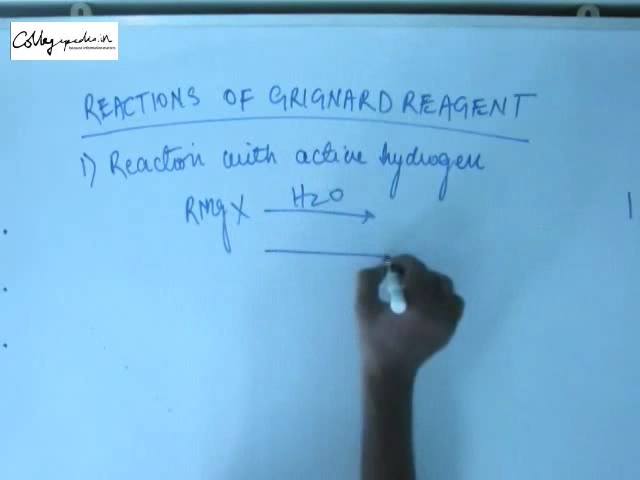 Collegepedia.in
REACTIONS OF GRIGNARD REAGENT
1) Reaction with active hydrogen
RMgX H2O